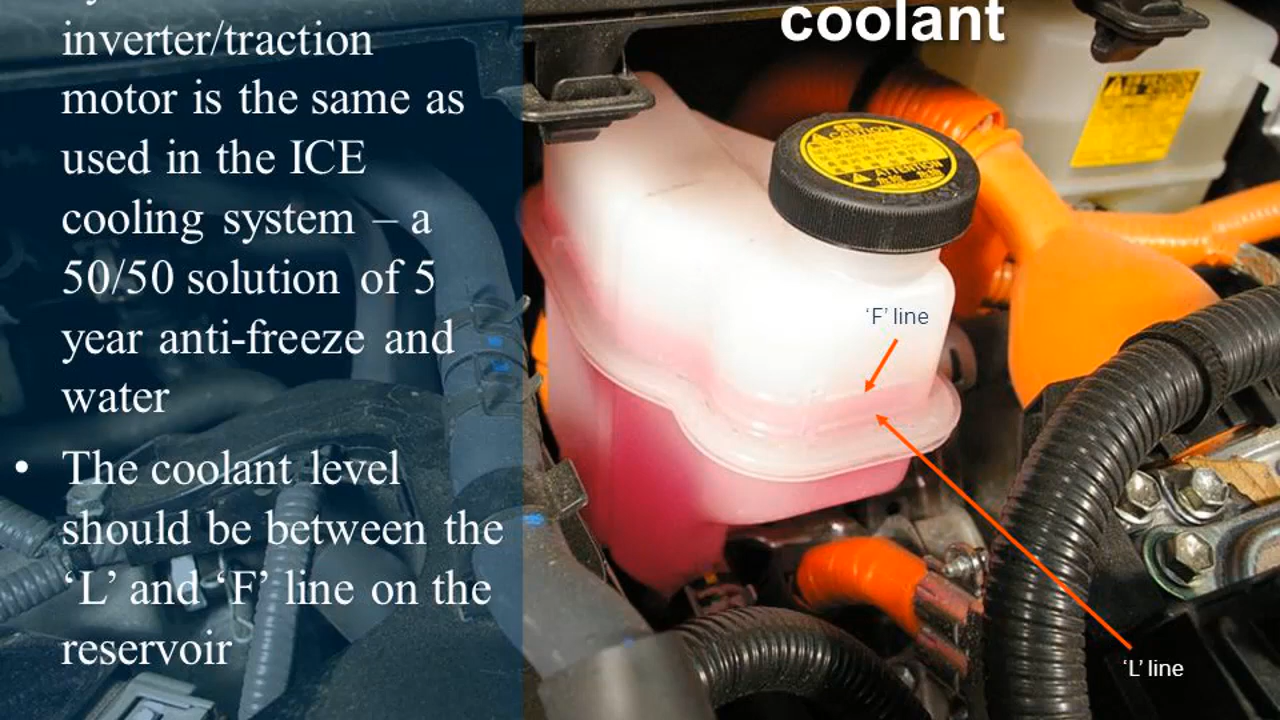 coolant
inverter/traction
motor is the same as
used in the ICE
cooling system – a
50/50 solution of 5
year anti-freeze and
water
• The coolant level
should be between the
‘L’ and ‘F’ line on the
reservoir
CAUTION
ATTENTION
‘F’ line
‘L’ line